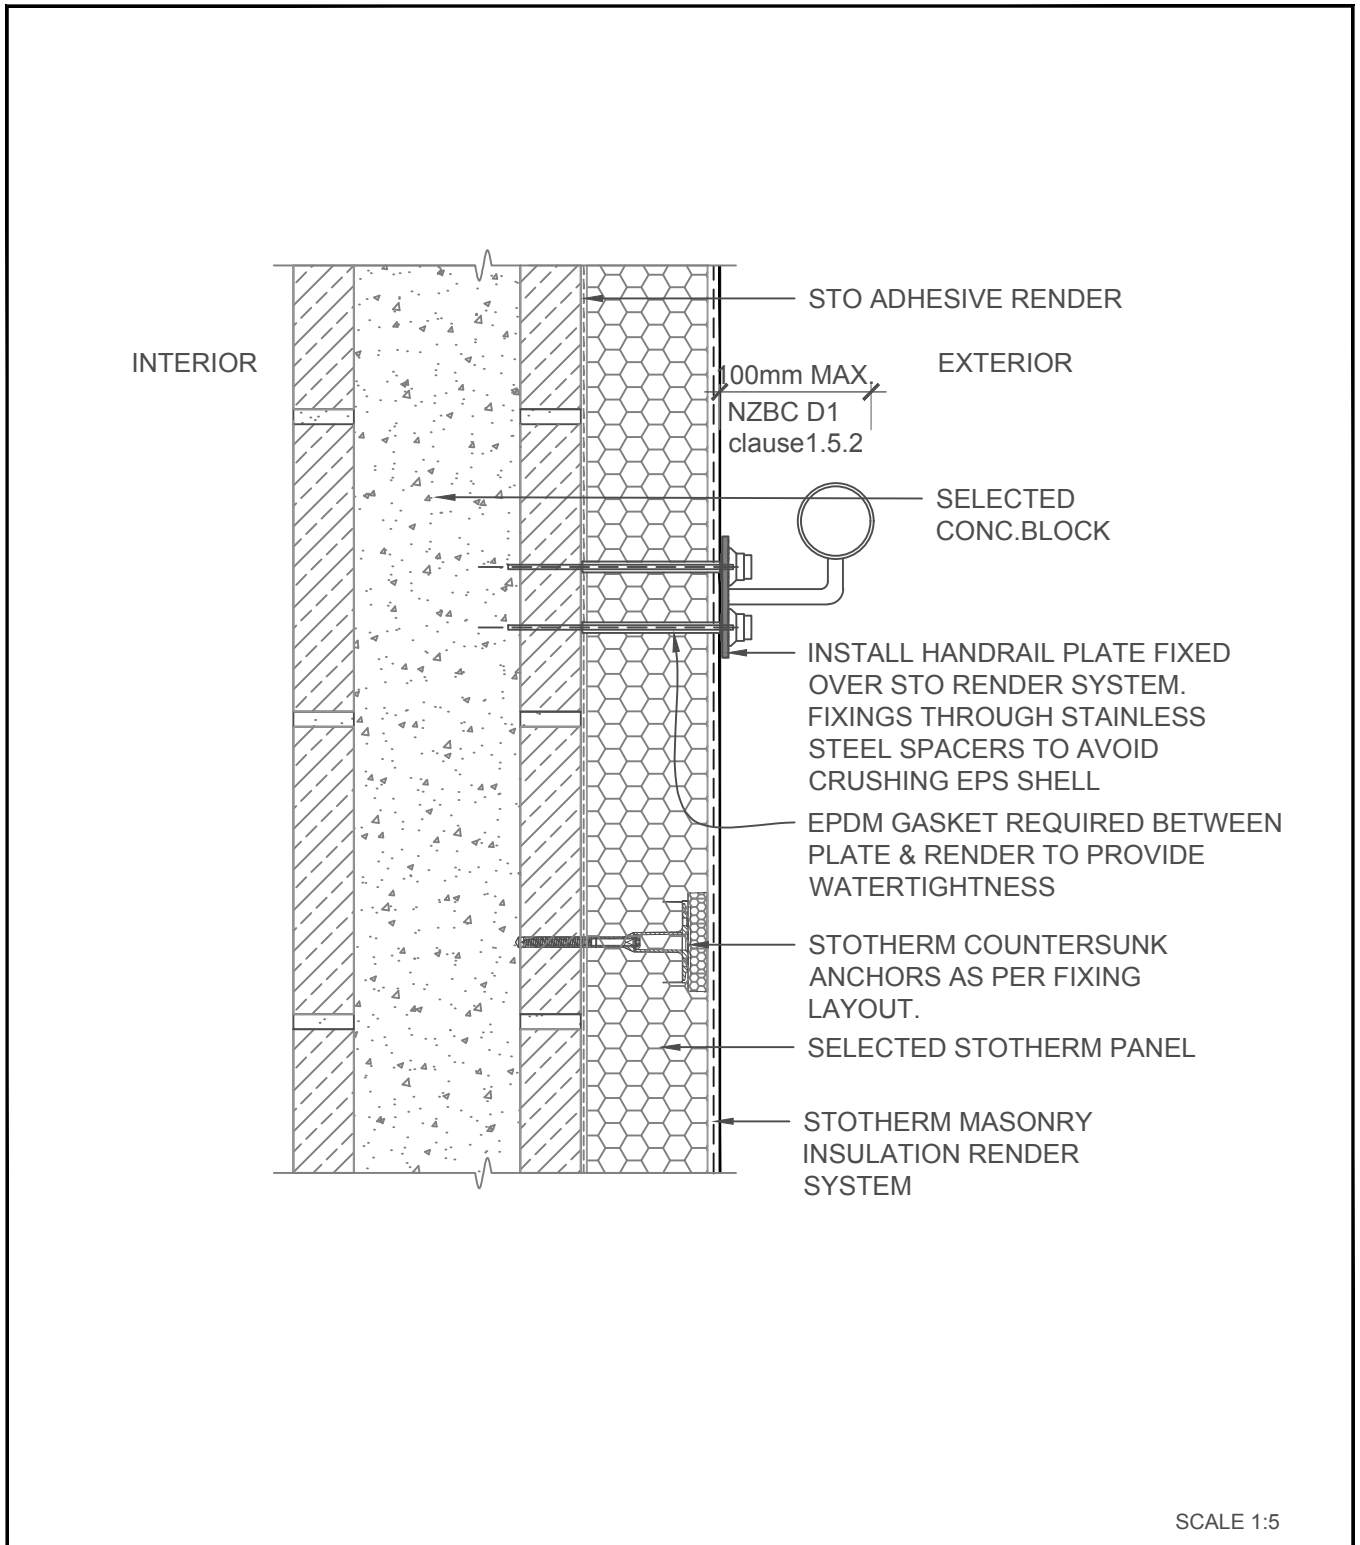 STO ADHESIVE RENDER
INTERIOR
EXTERIOR
100mm MAX.
NZBC D1
clause1.5.2
SELECTED
CONC.BLOCK
INSTALL HANDRAIL PLATE FIXED
OVER STO RENDER SYSTEM.
FIXINGS THROUGH STAINLESS
STEEL SPACERS TO AVOID
CRUSHING EPS SHELL
EPDM GASKET REQUIRED BETWEEN
PLATE & RENDER TO PROVIDE
WATERTIGHTNESS
STOTHERM COUNTERSUNK
ANCHORS AS PER FIXING
LAYOUT.
SELECTED STOTHERM PANEL
STOTHERM MASONRY
INSULATION RENDER
SYSTEM
SCALE 1:5